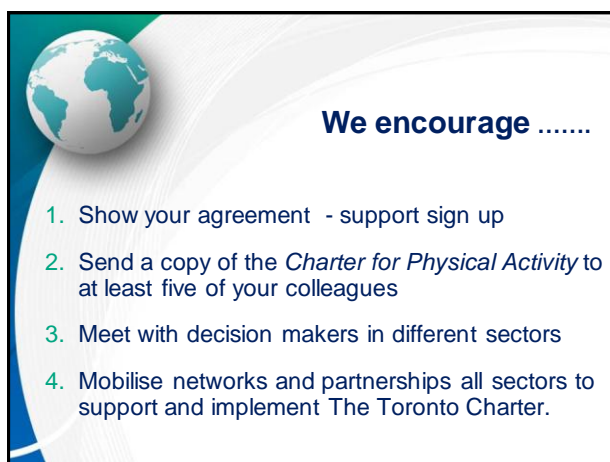 We encourage .......
1. Show your agreement - support sign up
2. Send a copy of the Charter for Physical Activity to
at least five of your colleagues
3. Meet with decision makers in different sectors
4. Mobilise networks and partnerships all sectors to
support and implement The Toronto Charter.